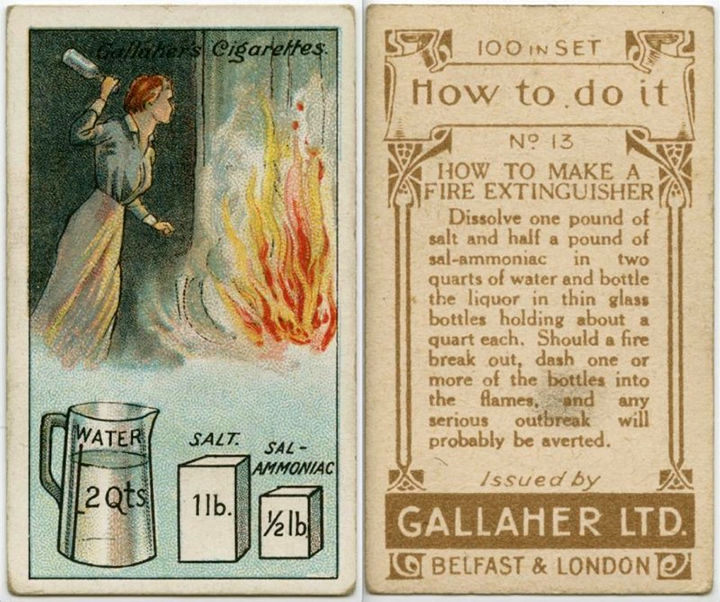 Gallaher's Cigarettes.
WATER
2 Qts
SALT.
1 lb.
SAL-
AMMONIAC
½ lb
100 IN SET
How to do it
Nº 13
HOW TO MAKE A
FIRE EXTINGUISHER
Dissolve one pound of
salt and half a pound of
sal-ammoniac in two
quarts of water and bottle
the liquor in thin glass
bottles holding about a
quart each. Should a fire
break out, dash one or
more of the bottles into
the flames, and any
serious outbreak will
probably be averted.
Issued by
GALLAHER LTD.
BELFAST & LONDON